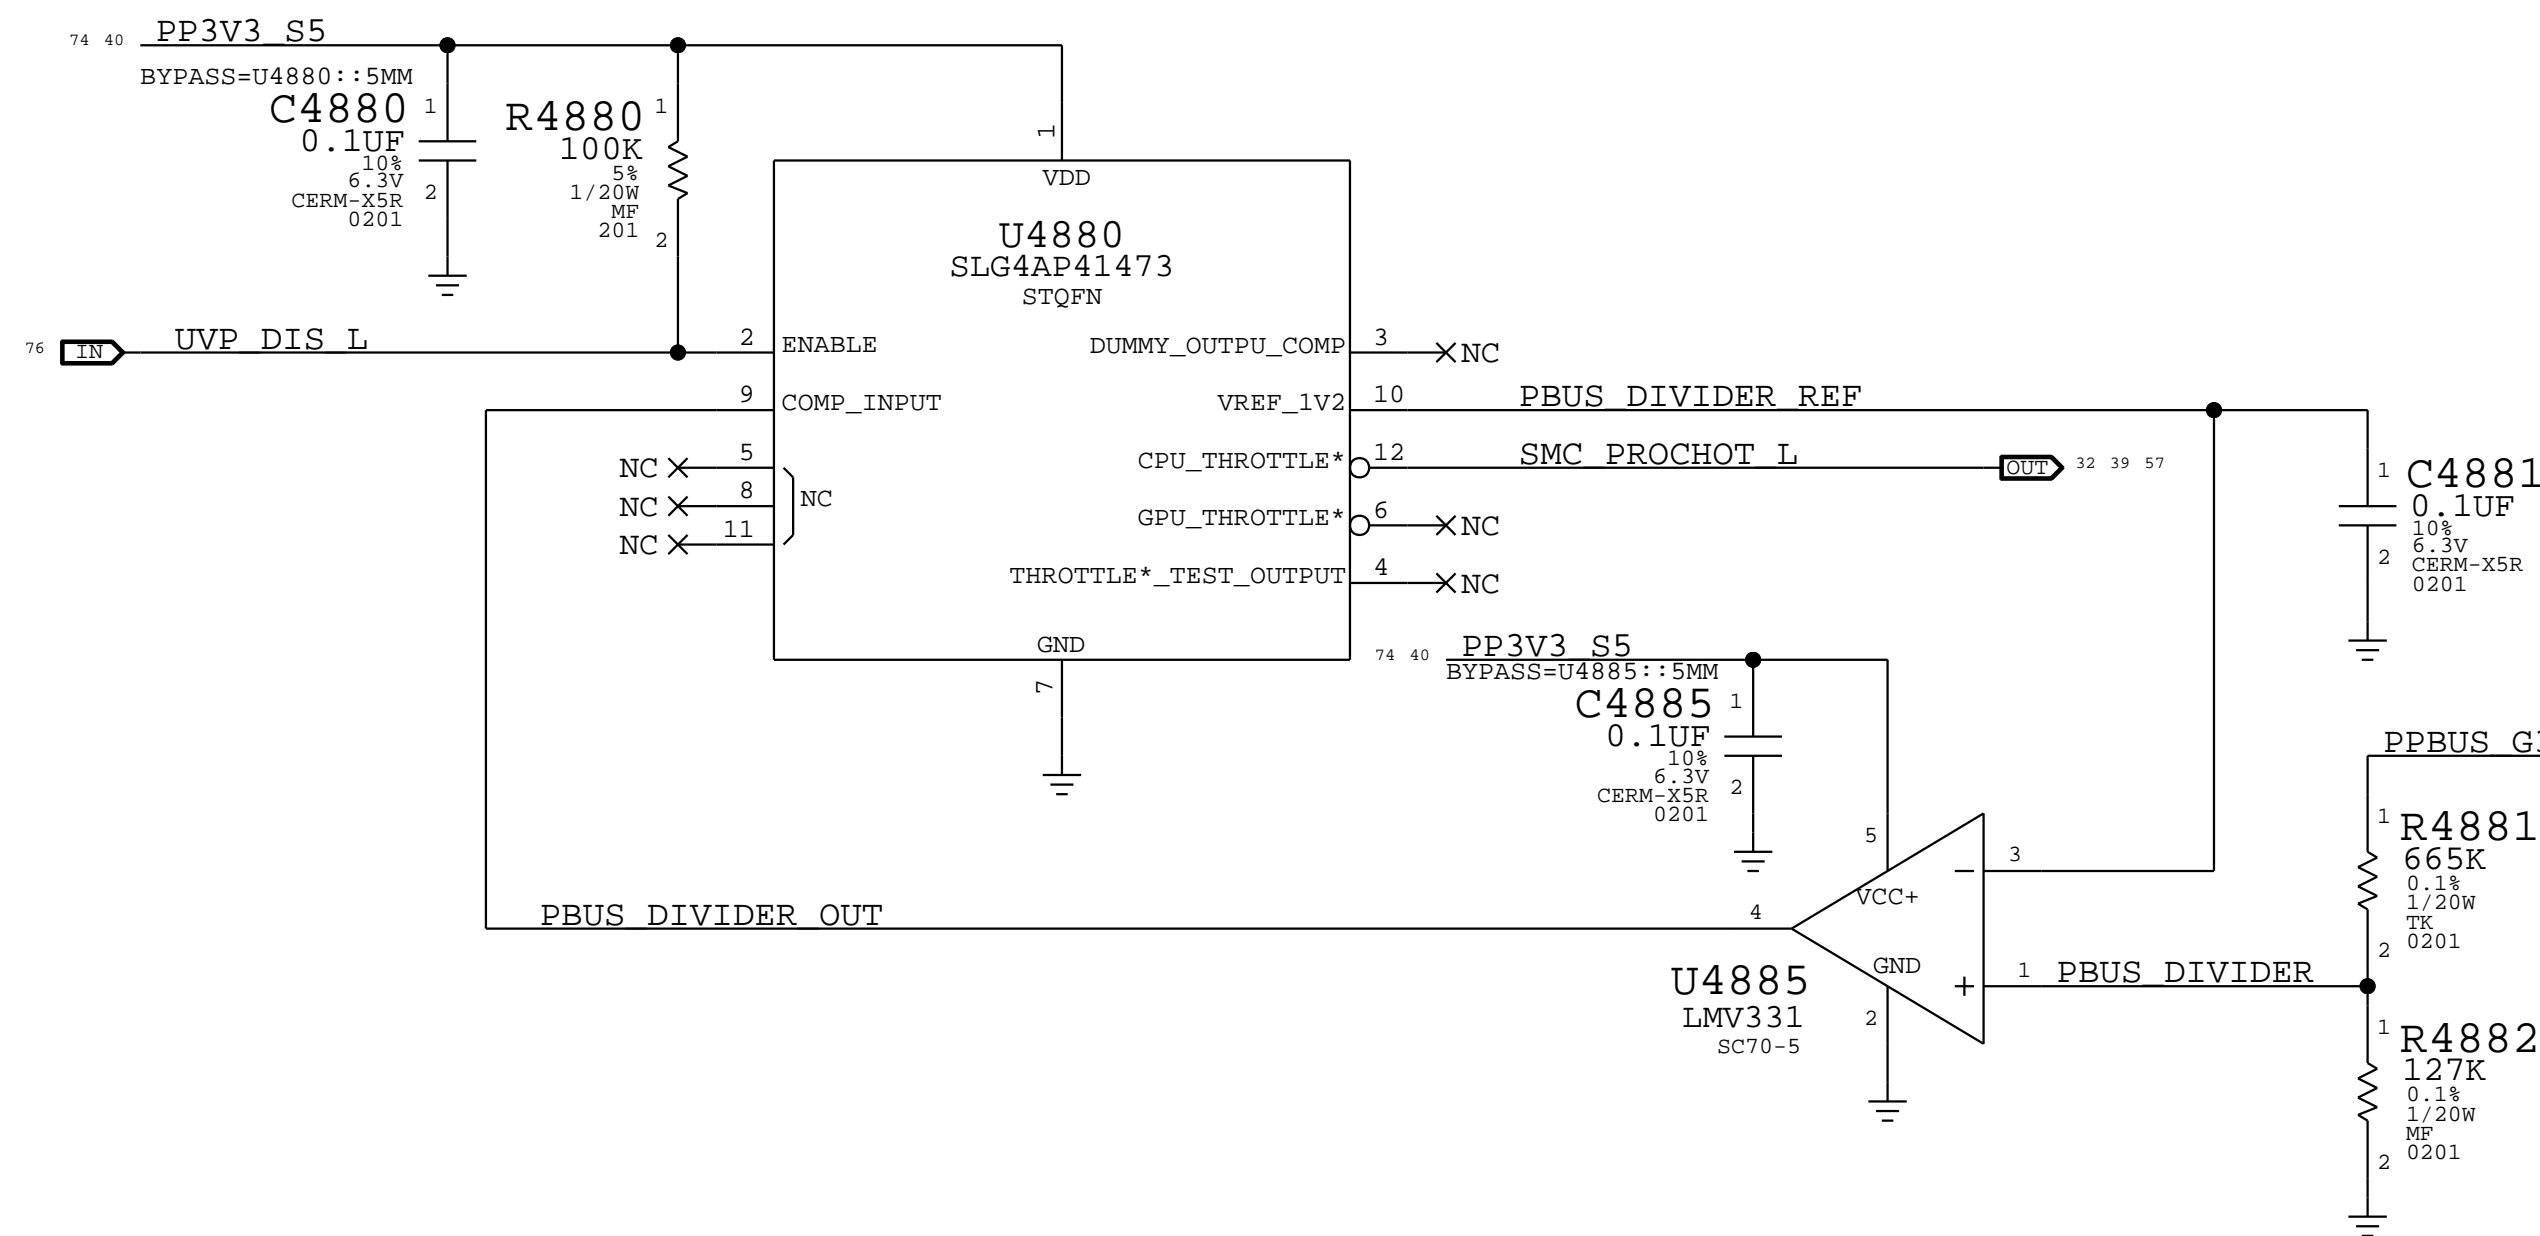 74 40 PP3V3_S5
BYPASS=U4880::5MM
C4880
0.1UF
10%
6.3V
CERM-X5R
0201
1
2
R4880
100K
5%
1/20W
MF
201
1
2
1
VDD
U4880
SLG4AP41473
STQFN
76 IN UVP_DIS_L
2 ENABLE
9 COMP_INPUT
NC 5
NC 8 NC
NC 11
DUMMY_OUTPU_COMP 3 NC
VREF_1V2 10 PBUS_DIVIDER_REF
CPU_THROTTLE* 12 SMC_PROCHOT_L OUT 32 39 57
GPU_THROTTLE* 6 NC
THROTTLE*_TEST_OUTPUT 4 NC
GND
7
1 C4881
0.1UF
10%
6.3V
2 CERM-X5R
0201
74 40 PP3V3_S5
BYPASS=U4885::5MM
C4885 1
0.1UF
10%
6.3V
CERM-X5R 2
0201
PPBUS_G
1 R4881
665K
0.1%
1/20W
TK
0201
2
5
3
VCC+
−
PBUS_DIVIDER_OUT 4
GND
+
1 PBUS_DIVIDER
U4885
LMV331
SC70-5
2
1 R4882
127K
0.1%
1/20W
MF
0201
2